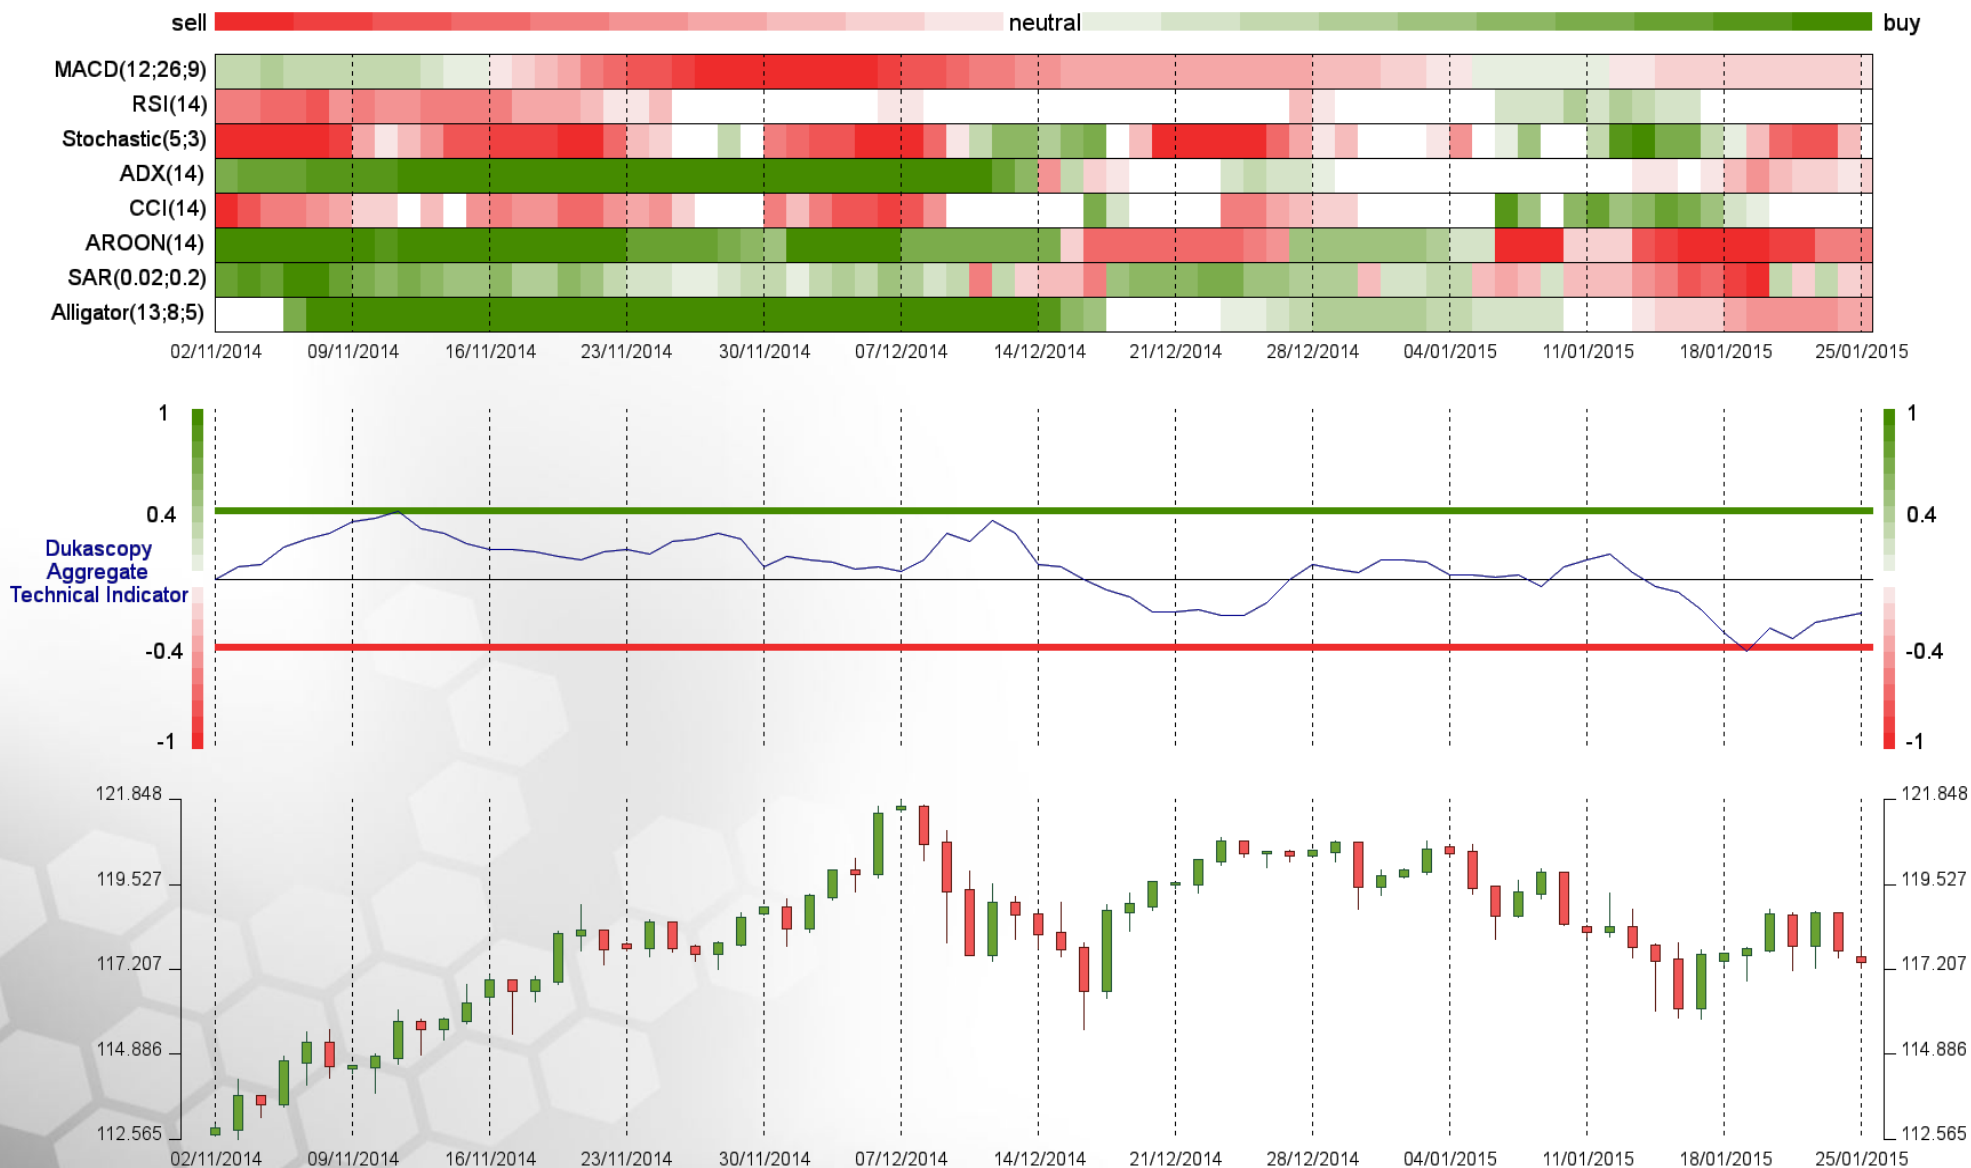 sell neutral buy
MACD(12;26;9)
RSI(14)
Stochastic(5;3)
ADX(14)
CCI(14)
AROON(14)
SAR(0.02;0.2)
Alligator(13;8;5)
02/11/2014 09/11/2014 16/11/2014 23/11/2014 30/11/2014 07/12/2014 14/12/2014 21/12/2014 28/12/2014 04/01/2015 11/01/2015 18/01/2015 25/01/2015
1 1
0.4 0.4
Dukascopy
Aggregate
Technical Indicator
-0.4 -0.4
-1 -1
121.848 121.848
119.527 119.527
117.207 117.207
114.886 114.886
112.565 112.565
02/11/2014 09/11/2014 16/11/2014 23/11/2014 30/11/2014 07/12/2014 14/12/2014 21/12/2014 28/12/2014 04/01/2015 11/01/2015 18/01/2015 25/01/2015